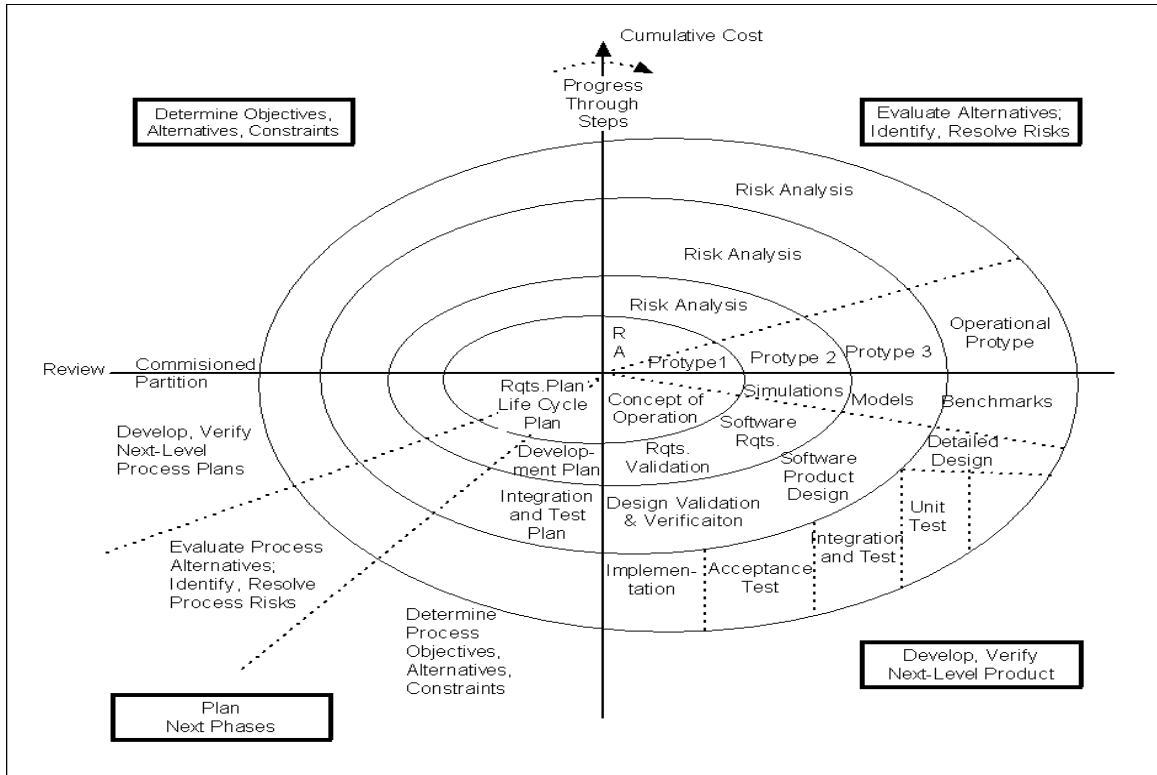 Cumulative Cost
Progress
Through
Steps
Determine Objectives,
Alternatives, Constraints
Evaluate Alternatives;
Identify, Resolve Risks
Risk Analysis
Risk Analysis
Risk Analysis
R
A
Protype1
Protype 2
Protype 3
Operational
Protype
Review
Commisioned
Partition
Rqts.Plan
Life Cycle
Plan
Concept of
Operation
Simulations
Models
Benchmarks
Develop, Verify
Next-Level
Process Plans
Develop-
ment Plan
Rqts.
Validation
Software
Rqts.
Software
Product
Design
Detailed
Design
Integration
and Test
Plan
Design Validation
& Verificaiton
Unit
Test
Integration
and Test
Acceptance
Test
Implemen-
tation
Evaluate Process
Alternatives;
Identify, Resolve
Process Risks
Determine
Process
Objectives,
Alternatives,
Constraints
Plan
Next Phases
Develop, Verify
Next-Level Product